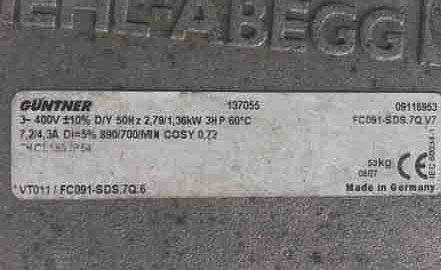 EHL-ABEGG
GÜNTNER 137055 09116953
3~ 400V ±10% D/Y 50Hz 2,79/1,36kW 3HP 60°C FC091-SDS.7Q.V7
7,2/4,3A DI=5% 890/700/MIN COSY 0,72
53kg CE
08/07
VT011 / FC091-SDS.7Q.6 Made in Germany